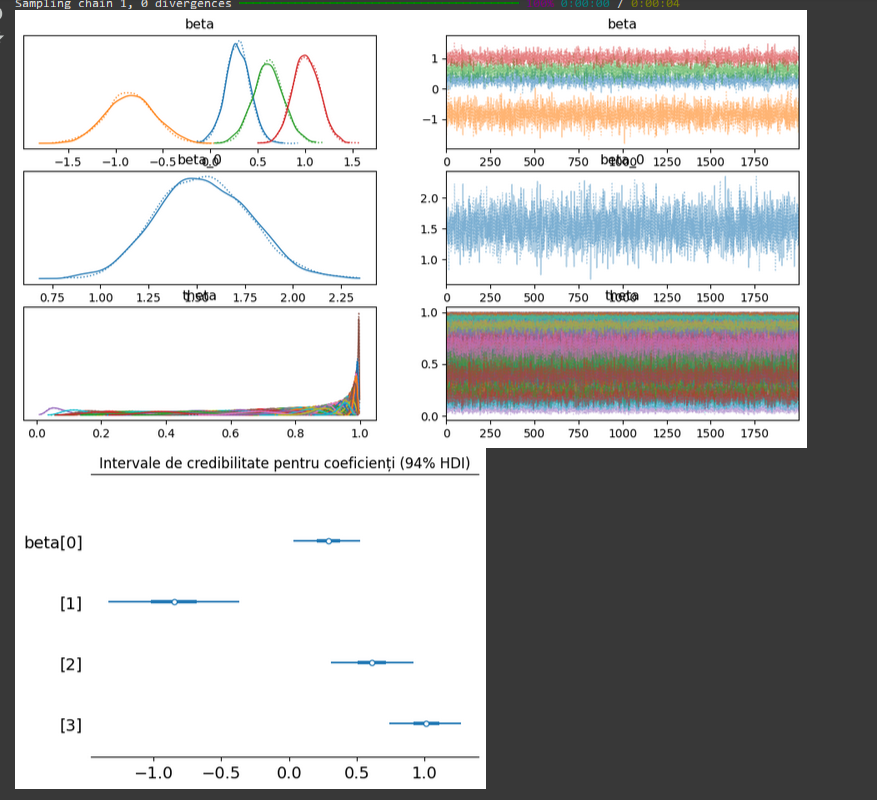 Sampling chain 1, 0 divergences 0:00:00 / 0:00:04
beta
beta
1
0
−1
−1.5 −1.0 −0.5 0.0 0.5 1.0 1.5
0 250 500 750 1000 1250 1500 1750
beta_0
beta_0
2.0
1.5
1.0
0.75 1.00 1.25 1.50 1.75 2.00 2.25
0 250 500 750 1000 1250 1500 1750
theta
theta
1.0
0.5
0.0
0.0 0.2 0.4 0.6 0.8 1.0
0 250 500 750 1000 1250 1500 1750
Intervale de credibilitate pentru coeficienți (94% HDI)
beta[0]
[1]
[2]
[3]
−1.0 −0.5 0.0 0.5 1.0